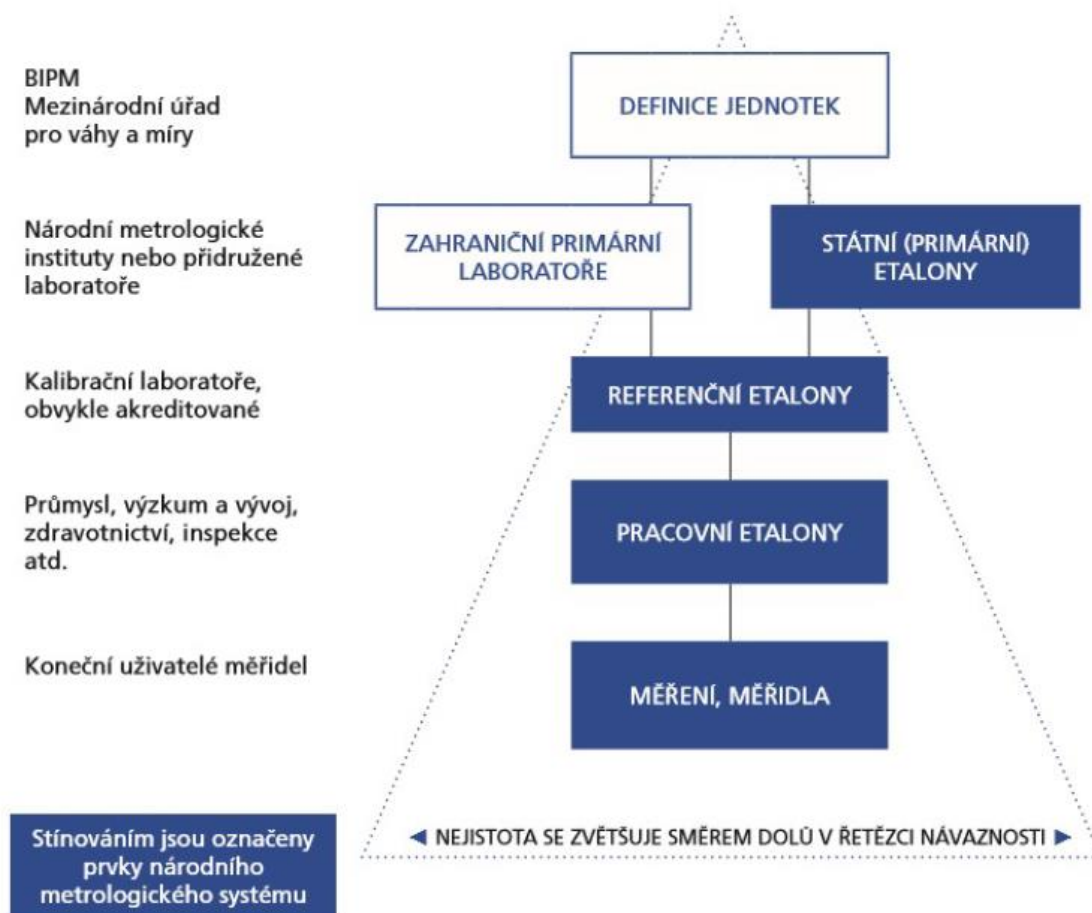 BIPM
Mezinárodní úřad
pro váhy a míry
DEFINICE JEDNOTEK
Národní metrologické
instituty nebo přidružené
laboratoře
ZAHRANIČNÍ PRIMÁRNÍ
LABORATOŘE
STÁTNÍ (PRIMÁRNÍ)
ETALONY
Kalibrační laboratoře,
obvykle akreditované
REFERENČNÍ ETALONY
Průmysl, výzkum a vývoj,
zdravotnictví, inspekce
atd.
PRACOVNÍ ETALONY
Koneční uživatelé měřidel
MĚŘENÍ, MĚŘIDLA
Stínováním jsou označeny
prvky národního
metrologického systému
◄ NEJISTOTA SE ZVĚTŠUJE SMĚREM DOLŮ V ŘETĚZCI NÁVAZNOSTI ►